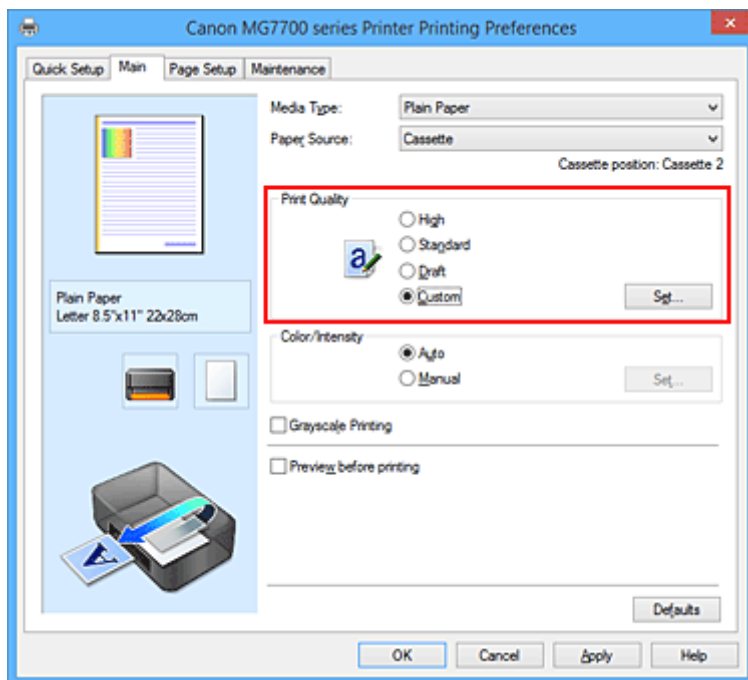 Canon MG7700 series Printer Printing Preferences
Quick Setup Main Page Setup Maintenance
Media Type: Plain Paper
Paper Source: Cassette
Cassette position: Cassette 2
Print Quality
High
Standard
Draft
Custom Set...
Plain Paper
Letter 8.5"x11" 22x28cm
Color/Intensity
Auto
Manual Set...
Grayscale Printing
Preview before printing
Defaults
OK Cancel Apply Help